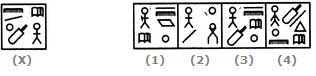 (X) (1) (2) (3) (4)